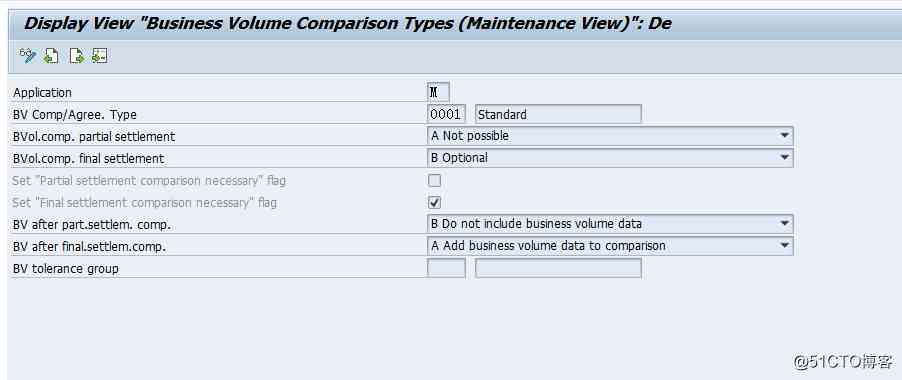 Display View "Business Volume Comparison Types (Maintenance View)": De
Application M
BV Comp/Agree. Type 0001 Standard
BVol.comp. partial settlement A Not possible
BVol.comp. final settlement B Optional
Set "Partial settlement comparison necessary" flag
Set "Final settlement comparison necessary" flag
BV after part.settlem. comp. B Do not include business volume data
BV after final.settlem.comp. A Add business volume data to comparison
BV tolerance group
@51CTO博客